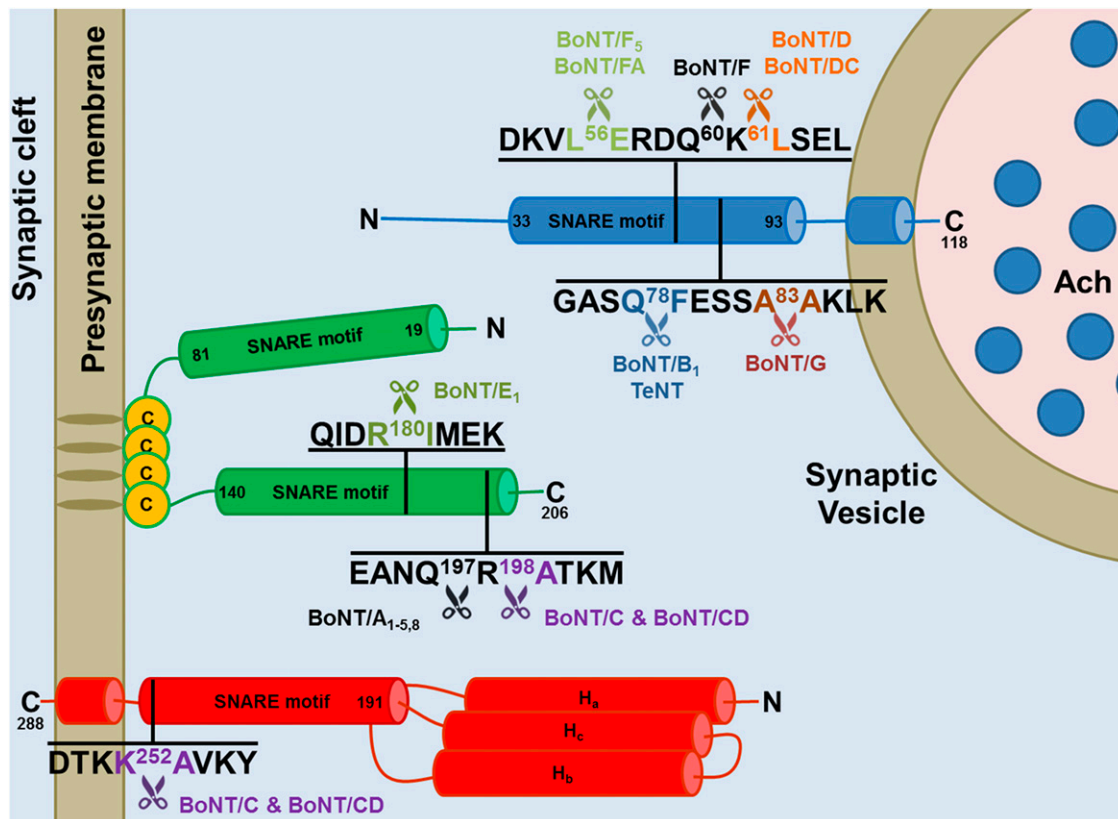 Synaptic cleft
Presynaptic membrane
BoNT/F₅
BoNT/FA
BoNT/F
BoNT/D
BoNT/DC
DKVL⁵⁶ERDQ⁶⁰K⁶¹LSEL
N
33
SNARE motif
93
C
118
GASQ⁷⁸FESSA⁸³AKLK
BoNT/B₁
TeNT
BoNT/G
Ach
Synaptic
Vesicle
81
SNARE motif
19
N
C
C
C
C
BoNT/E₁
QIDR¹⁸⁰IMEK
140
SNARE motif
C
206
EANQ¹⁹⁷R¹⁹⁸ATKM
BoNT/A₁₋₅,₈
BoNT/C & BoNT/CD
C
288
SNARE motif
191
Hₐ
H꜀
H_b
N
DTKK²⁵²AVKY
BoNT/C & BoNT/CD